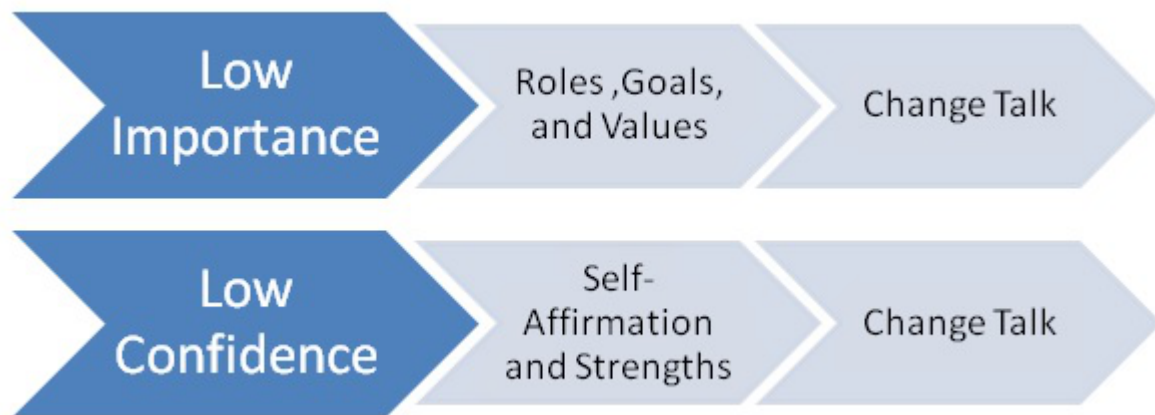 Low
Importance
Roles ,Goals,
and Values
Change Talk
Low
Confidence
Self-
Affirmation
and Strengths
Change Talk